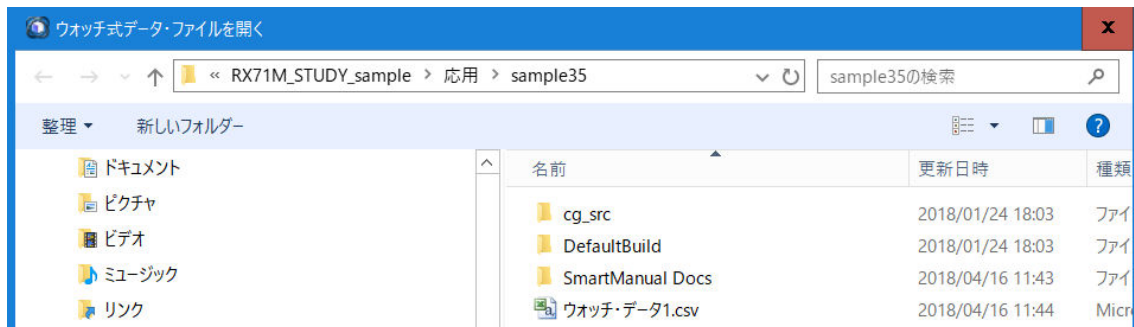 ウォッチ式データ・ファイルを開く
« RX71M_STUDY_sample > 応用 > sample35
sample35の検索
整理 新しいフォルダー
ドキュメント
ピクチャ
ビデオ
ミュージック
リンク
名前 更新日時 種類
cg_src 2018/01/24 18:03 ファイ
DefaultBuild 2018/01/24 18:03 ファイ
SmartManual Docs 2018/04/16 11:43 ファイ
ウォッチ・データ1.csv 2018/04/16 11:44 Micr